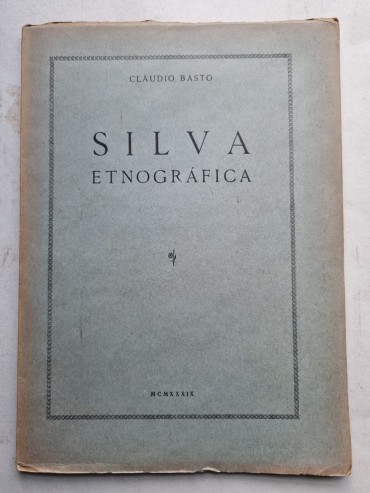 CLÁUDIO BASTO
SILVA
ETNOGRÁFICA
MCMXXXIX